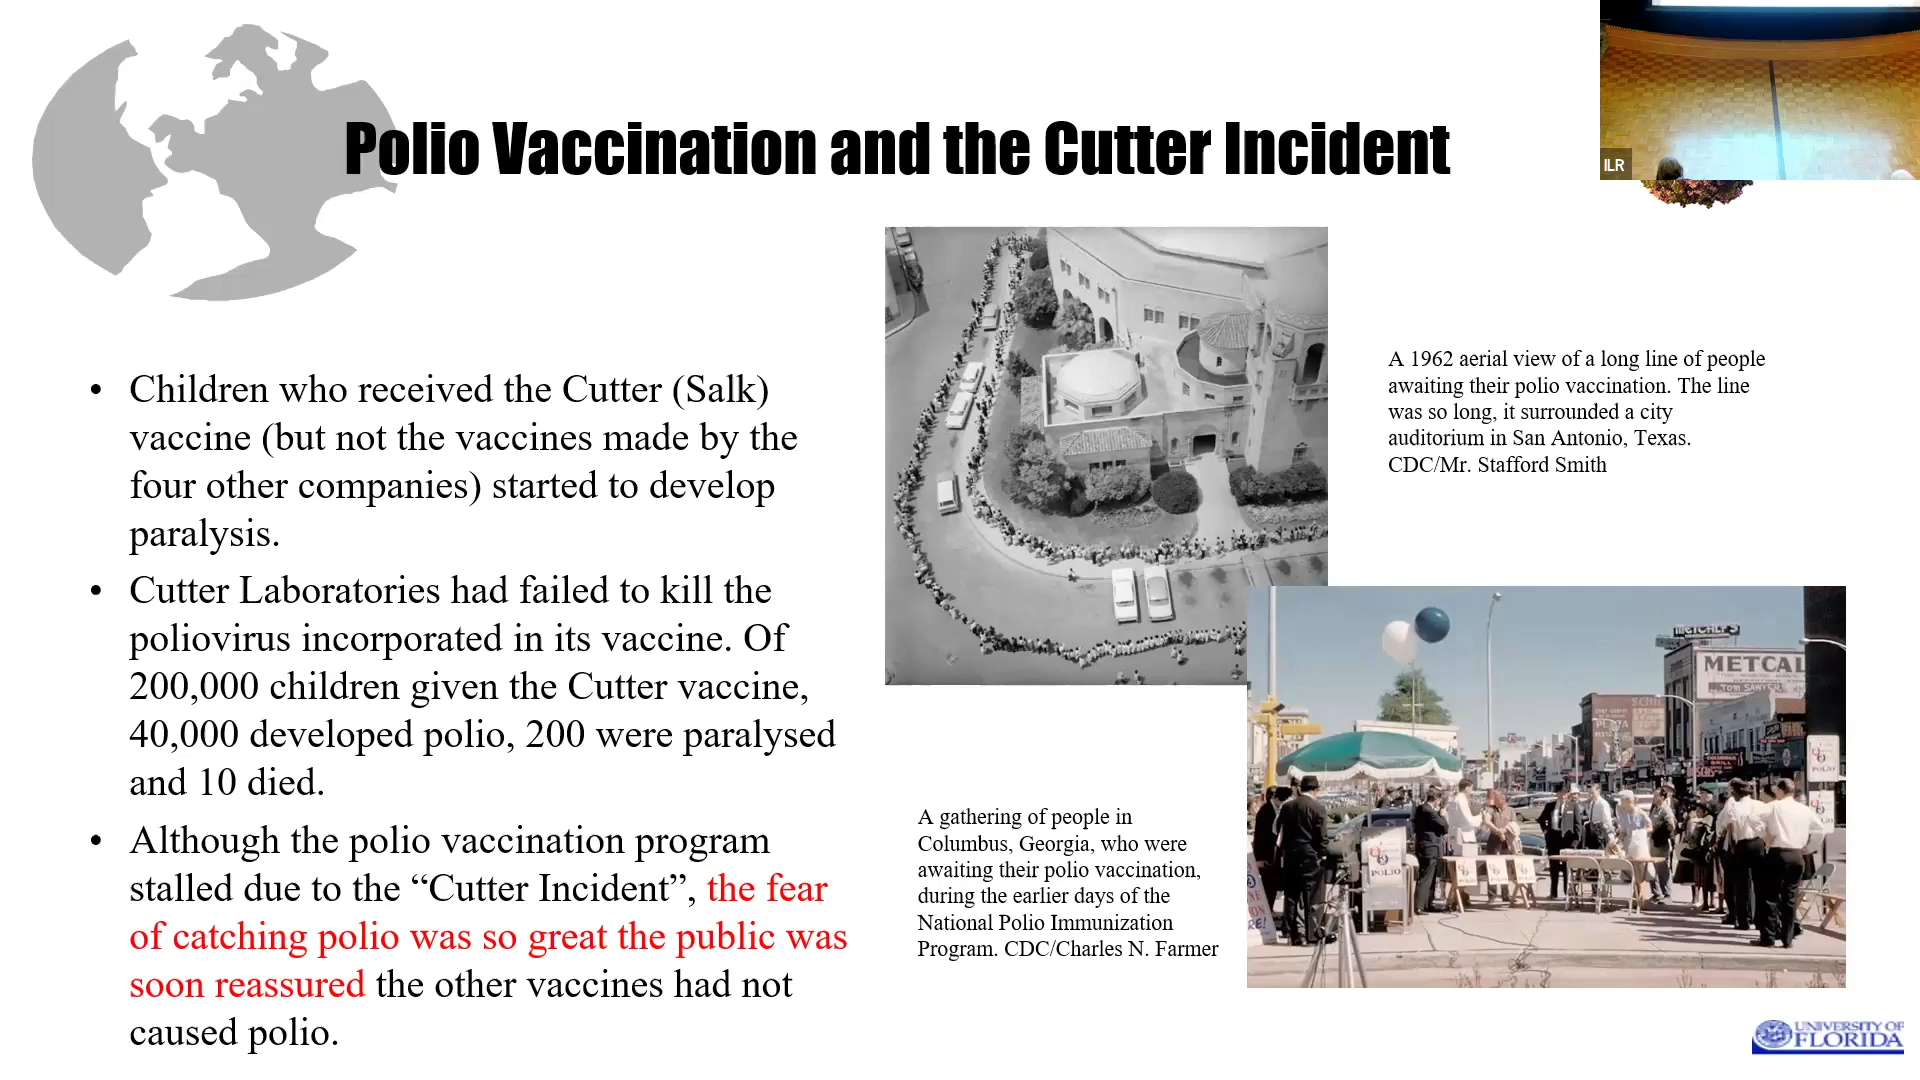 Polio Vaccination and the Cutter Incident
ILR
• Children who received the Cutter (Salk)
vaccine (but not the vaccines made by the
four other companies) started to develop
paralysis.
• Cutter Laboratories had failed to kill the
poliovirus incorporated in its vaccine. Of
200,000 children given the Cutter vaccine,
40,000 developed polio, 200 were paralysed
and 10 died.
• Although the polio vaccination program
stalled due to the “Cutter Incident”, the fear
of catching polio was so great the public was
soon reassured the other vaccines had not
caused polio.
A 1962 aerial view of a long line of people
awaiting their polio vaccination. The line
was so long, it surrounded a city
auditorium in San Antonio, Texas.
CDC/Mr. Stafford Smith
A gathering of people in
Columbus, Georgia, who were
awaiting their polio vaccination,
during the earlier days of the
National Polio Immunization
Program. CDC/Charles N. Farmer
METCAL
POLIO
POLIO
UNIVERSITY OF
FLORIDA